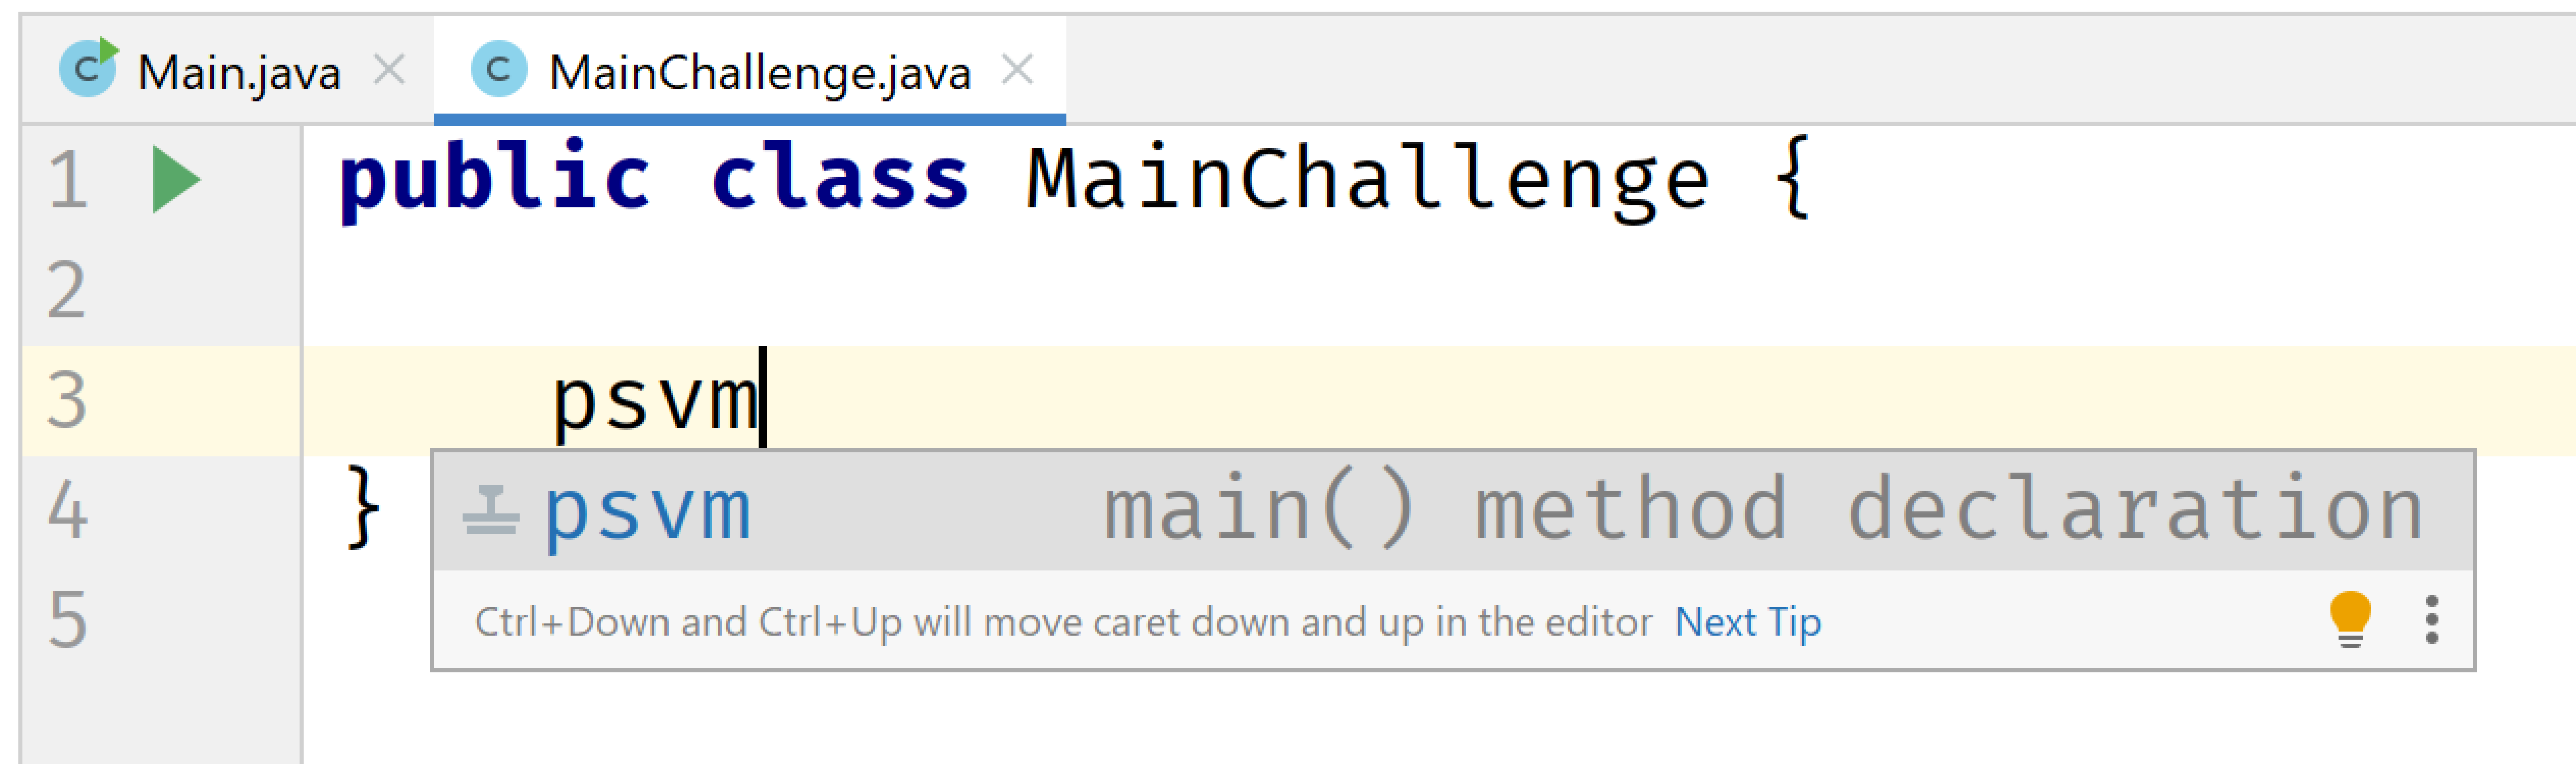 C Main.java C MainChallenge.java
1 public class MainChallenge {
2
3 psvm
4 }
psvm main() method declaration
5
Ctrl+Down and Ctrl+Up will move caret down and up in the editor Next Tip